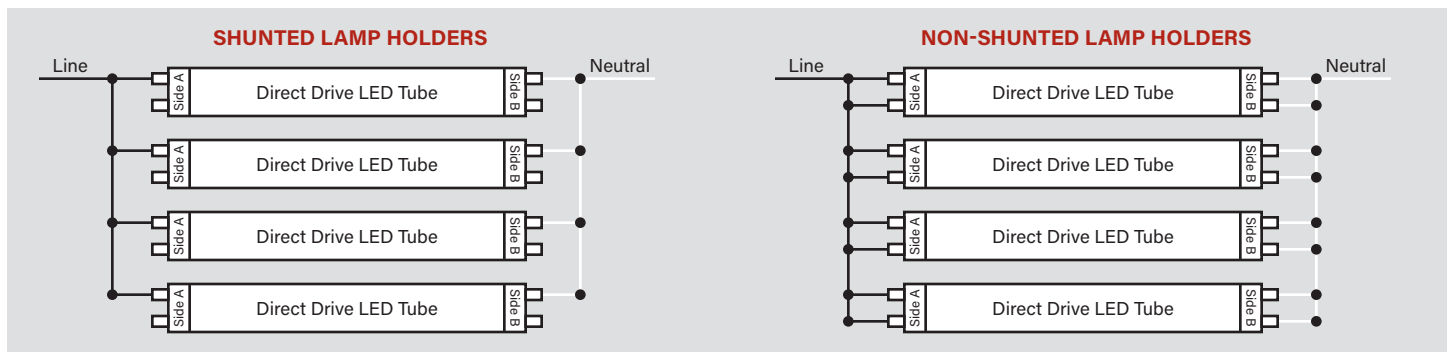 SHUNTED LAMP HOLDERS
Line
Neutral
Side A
Direct Drive LED Tube
Side B
Side A
Direct Drive LED Tube
Side B
Side A
Direct Drive LED Tube
Side B
Side A
Direct Drive LED Tube
Side B
NON-SHUNTED LAMP HOLDERS
Line
Neutral
Side A
Direct Drive LED Tube
Side B
Side A
Direct Drive LED Tube
Side B
Side A
Direct Drive LED Tube
Side B
Side A
Direct Drive LED Tube
Side B